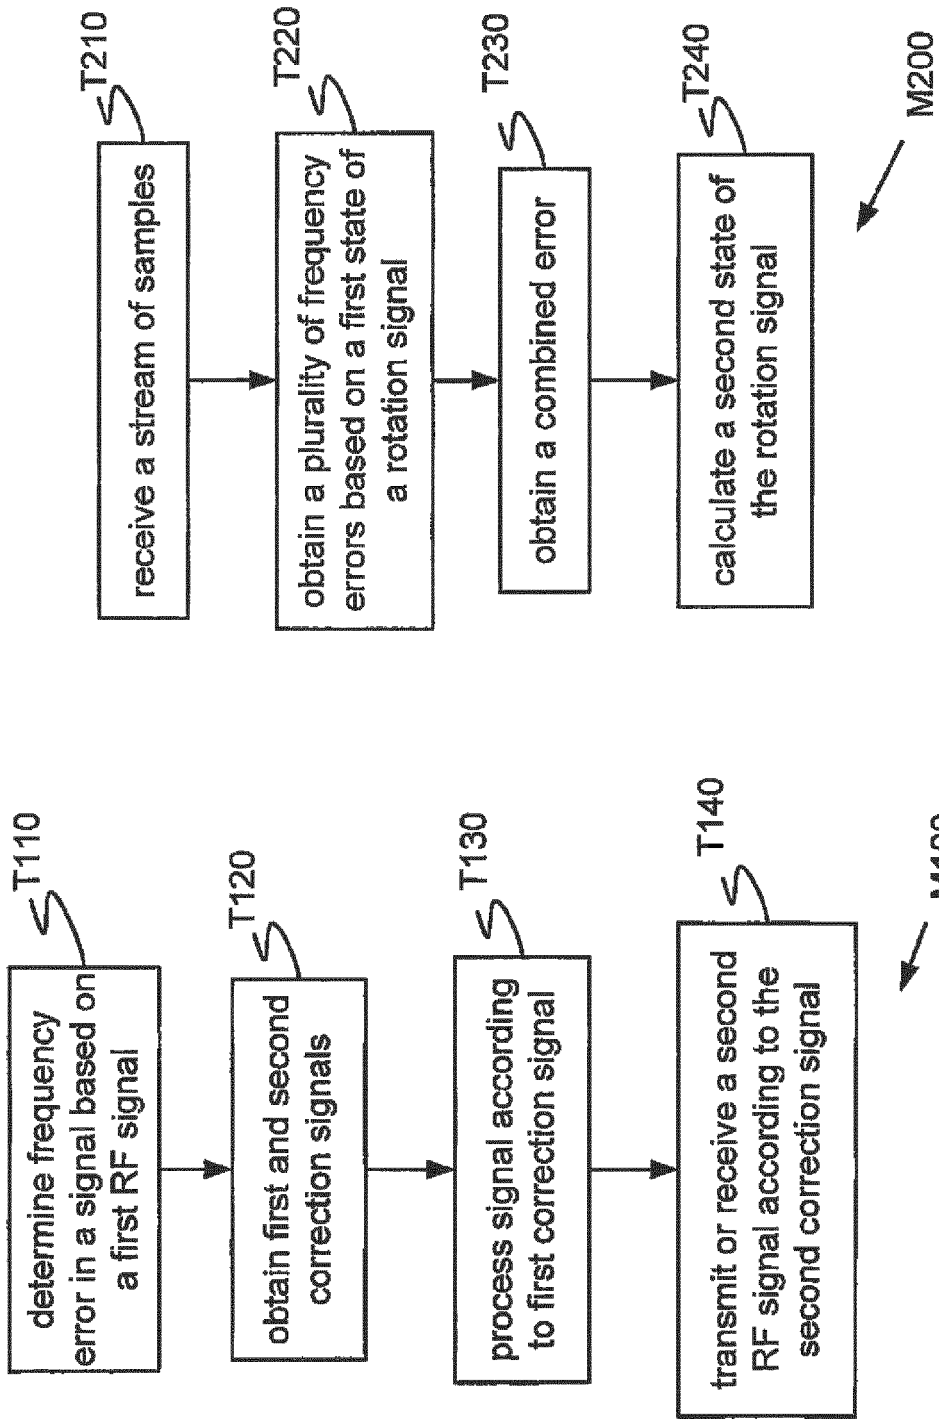 T110
determine frequency
error in a signal based on
a first RF signal
T120
obtain first and second
correction signals
T130
process signal according
to first correction signal
T140
transmit or receive a second
RF signal according to the
second correction signal
T210
receive a stream of samples
T220
obtain a plurality of frequency
errors based on a first state of
a rotation signal
T230
obtain a combined error
T240
calculate a second state of
the rotation signal
M200